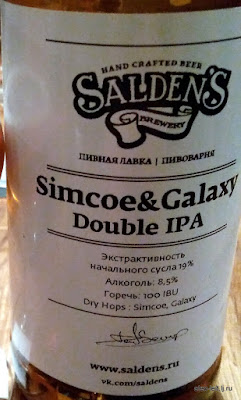 HAND CRAFTED BEER
SALDEN'S
BREWERY
ПИВНАЯ ЛАВКА | ПИВОВАРНЯ
Simcoe&Galaxy
Double IPA
Экстрактивность
начального сусла 19%
Алкоголь: 8,5%
Горечь: 100 IBU
Dry Hops : Simcoe, Galaxy
www.saldens.ru
vk.com/saldens